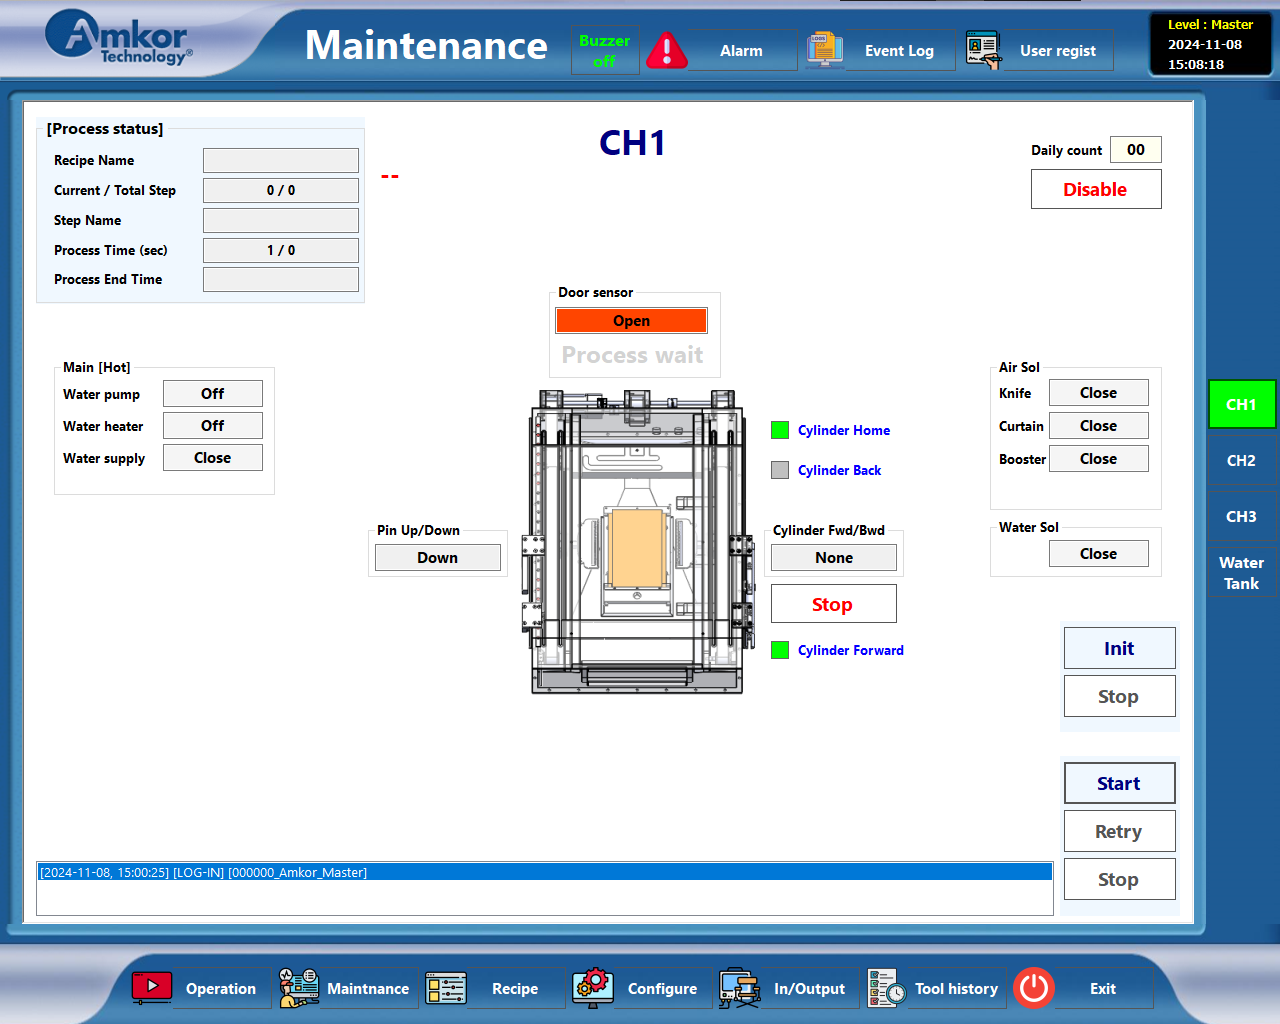 Amkor
Technology®
Maintenance
Buzzer
off
Alarm
Event Log
User regist
Level : Master
2024-11-08
15:08:18
[Process status]
Recipe Name
Current / Total Step
0 / 0
Step Name
Process Time (sec)
1 / 0
Process End Time
--
CH1
Daily count
00
Disable
Door sensor
Open
Process wait
Main [Hot]
Water pump
Off
Water heater
Off
Water supply
Close
Air Sol
Knife
Close
Curtain
Close
Booster
Close
Cylinder Home
Cylinder Back
Pin Up/Down
Down
Cylinder Fwd/Bwd
None
Stop
Cylinder Forward
Water Sol
Close
CH1
CH2
CH3
Water
Tank
Init
Stop
Start
Retry
Stop
[2024-11-08, 15:00:25] [LOG-IN] [000000_Amkor_Master]
Operation
Maintnance
Recipe
Configure
In/Output
Tool history
Exit